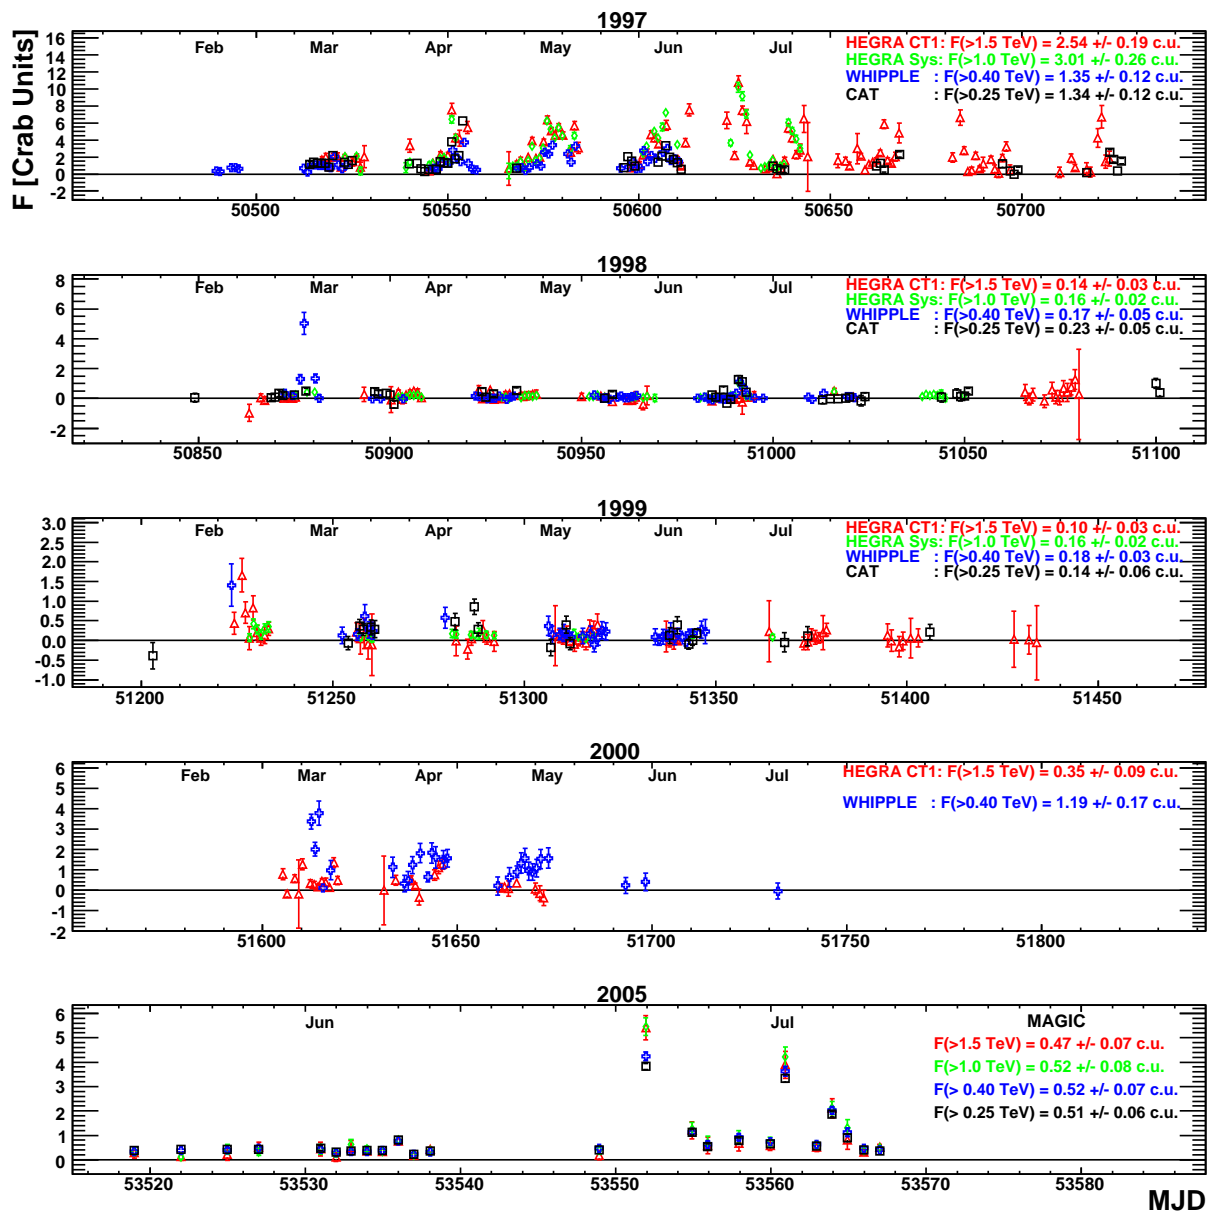 1997
F [Crab Units]
Feb Mar Apr May Jun Jul
HEGRA CT1: F(>1.5 TeV) = 2.54 +/- 0.19 c.u.
HEGRA Sys: F(>1.0 TeV) = 3.01 +/- 0.26 c.u.
WHIPPLE : F(>0.40 TeV) = 1.35 +/- 0.12 c.u.
CAT : F(>0.25 TeV) = 1.34 +/- 0.12 c.u.
16
14
12
10
8
6
4
2
0
-2
50500 50550 50600 50650 50700
1998
Feb Mar Apr May Jun Jul
HEGRA CT1: F(>1.5 TeV) = 0.14 +/- 0.03 c.u.
HEGRA Sys: F(>1.0 TeV) = 0.16 +/- 0.02 c.u.
WHIPPLE : F(>0.40 TeV) = 0.17 +/- 0.05 c.u.
CAT : F(>0.25 TeV) = 0.23 +/- 0.05 c.u.
8
6
4
2
0
-2
50850 50900 50950 51000 51050 51100
1999
Feb Mar Apr May Jun Jul
HEGRA CT1: F(>1.5 TeV) = 0.10 +/- 0.03 c.u.
HEGRA Sys: F(>1.0 TeV) = 0.16 +/- 0.02 c.u.
WHIPPLE : F(>0.40 TeV) = 0.18 +/- 0.03 c.u.
CAT : F(>0.25 TeV) = 0.14 +/- 0.06 c.u.
3.0
2.5
2.0
1.5
1.0
0.5
0.0
-0.5
-1.0
51200 51250 51300 51350 51400 51450
2000
Feb Mar Apr May Jun Jul
HEGRA CT1: F(>1.5 TeV) = 0.35 +/- 0.09 c.u.
WHIPPLE : F(>0.40 TeV) = 1.19 +/- 0.17 c.u.
6
5
4
3
2
1
0
-1
-2
51600 51650 51700 51750 51800
2005
Jun Jul MAGIC
F(>1.5 TeV) = 0.47 +/- 0.07 c.u.
F(>1.0 TeV) = 0.52 +/- 0.08 c.u.
F(> 0.40 TeV) = 0.52 +/- 0.07 c.u.
F(> 0.25 TeV) = 0.51 +/- 0.06 c.u.
6
5
4
3
2
1
0
53520 53530 53540 53550 53560 53570 53580
MJD